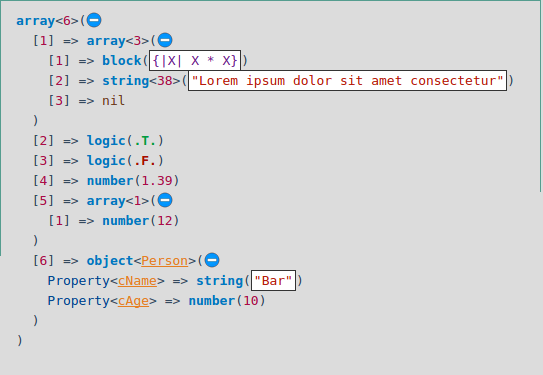 array<6>(
[1] => array<3>(
[1] => block({|X| X * X})
[2] => string<38>("Lorem ipsum dolor sit amet consectetur")
[3] => nil
)
[2] => logic(.T.)
[3] => logic(.F.)
[4] => number(1.39)
[5] => array<1>(
[1] => number(12)
)
[6] => object<Person>(
Property<cName> => string("Bar")
Property<cAge> => number(10)
)
)